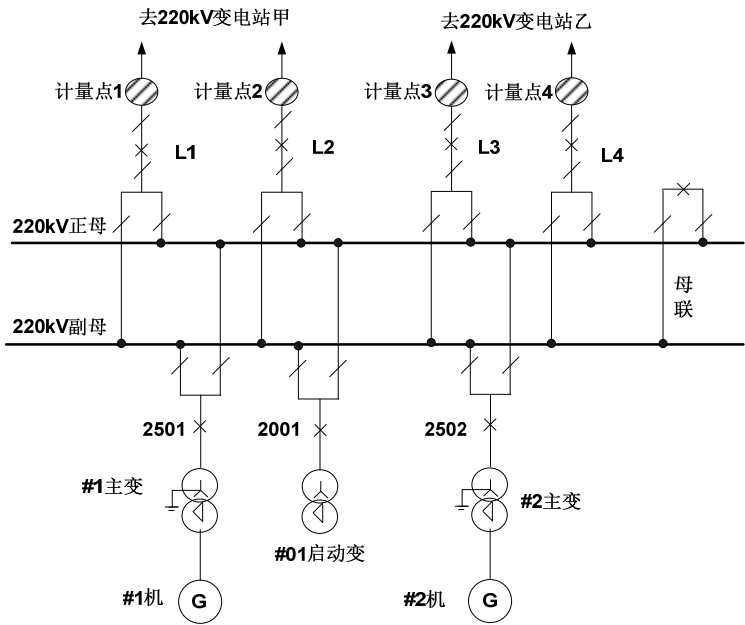 去220kV变电站甲
去220kV变电站乙
计量点1
计量点2
计量点3
计量点4
L1
L2
L3
L4
220kV正母
母
联
220kV副母
2501
2001
2502
#1主变
#2主变
#01启动变
#1机
G
#2机
G